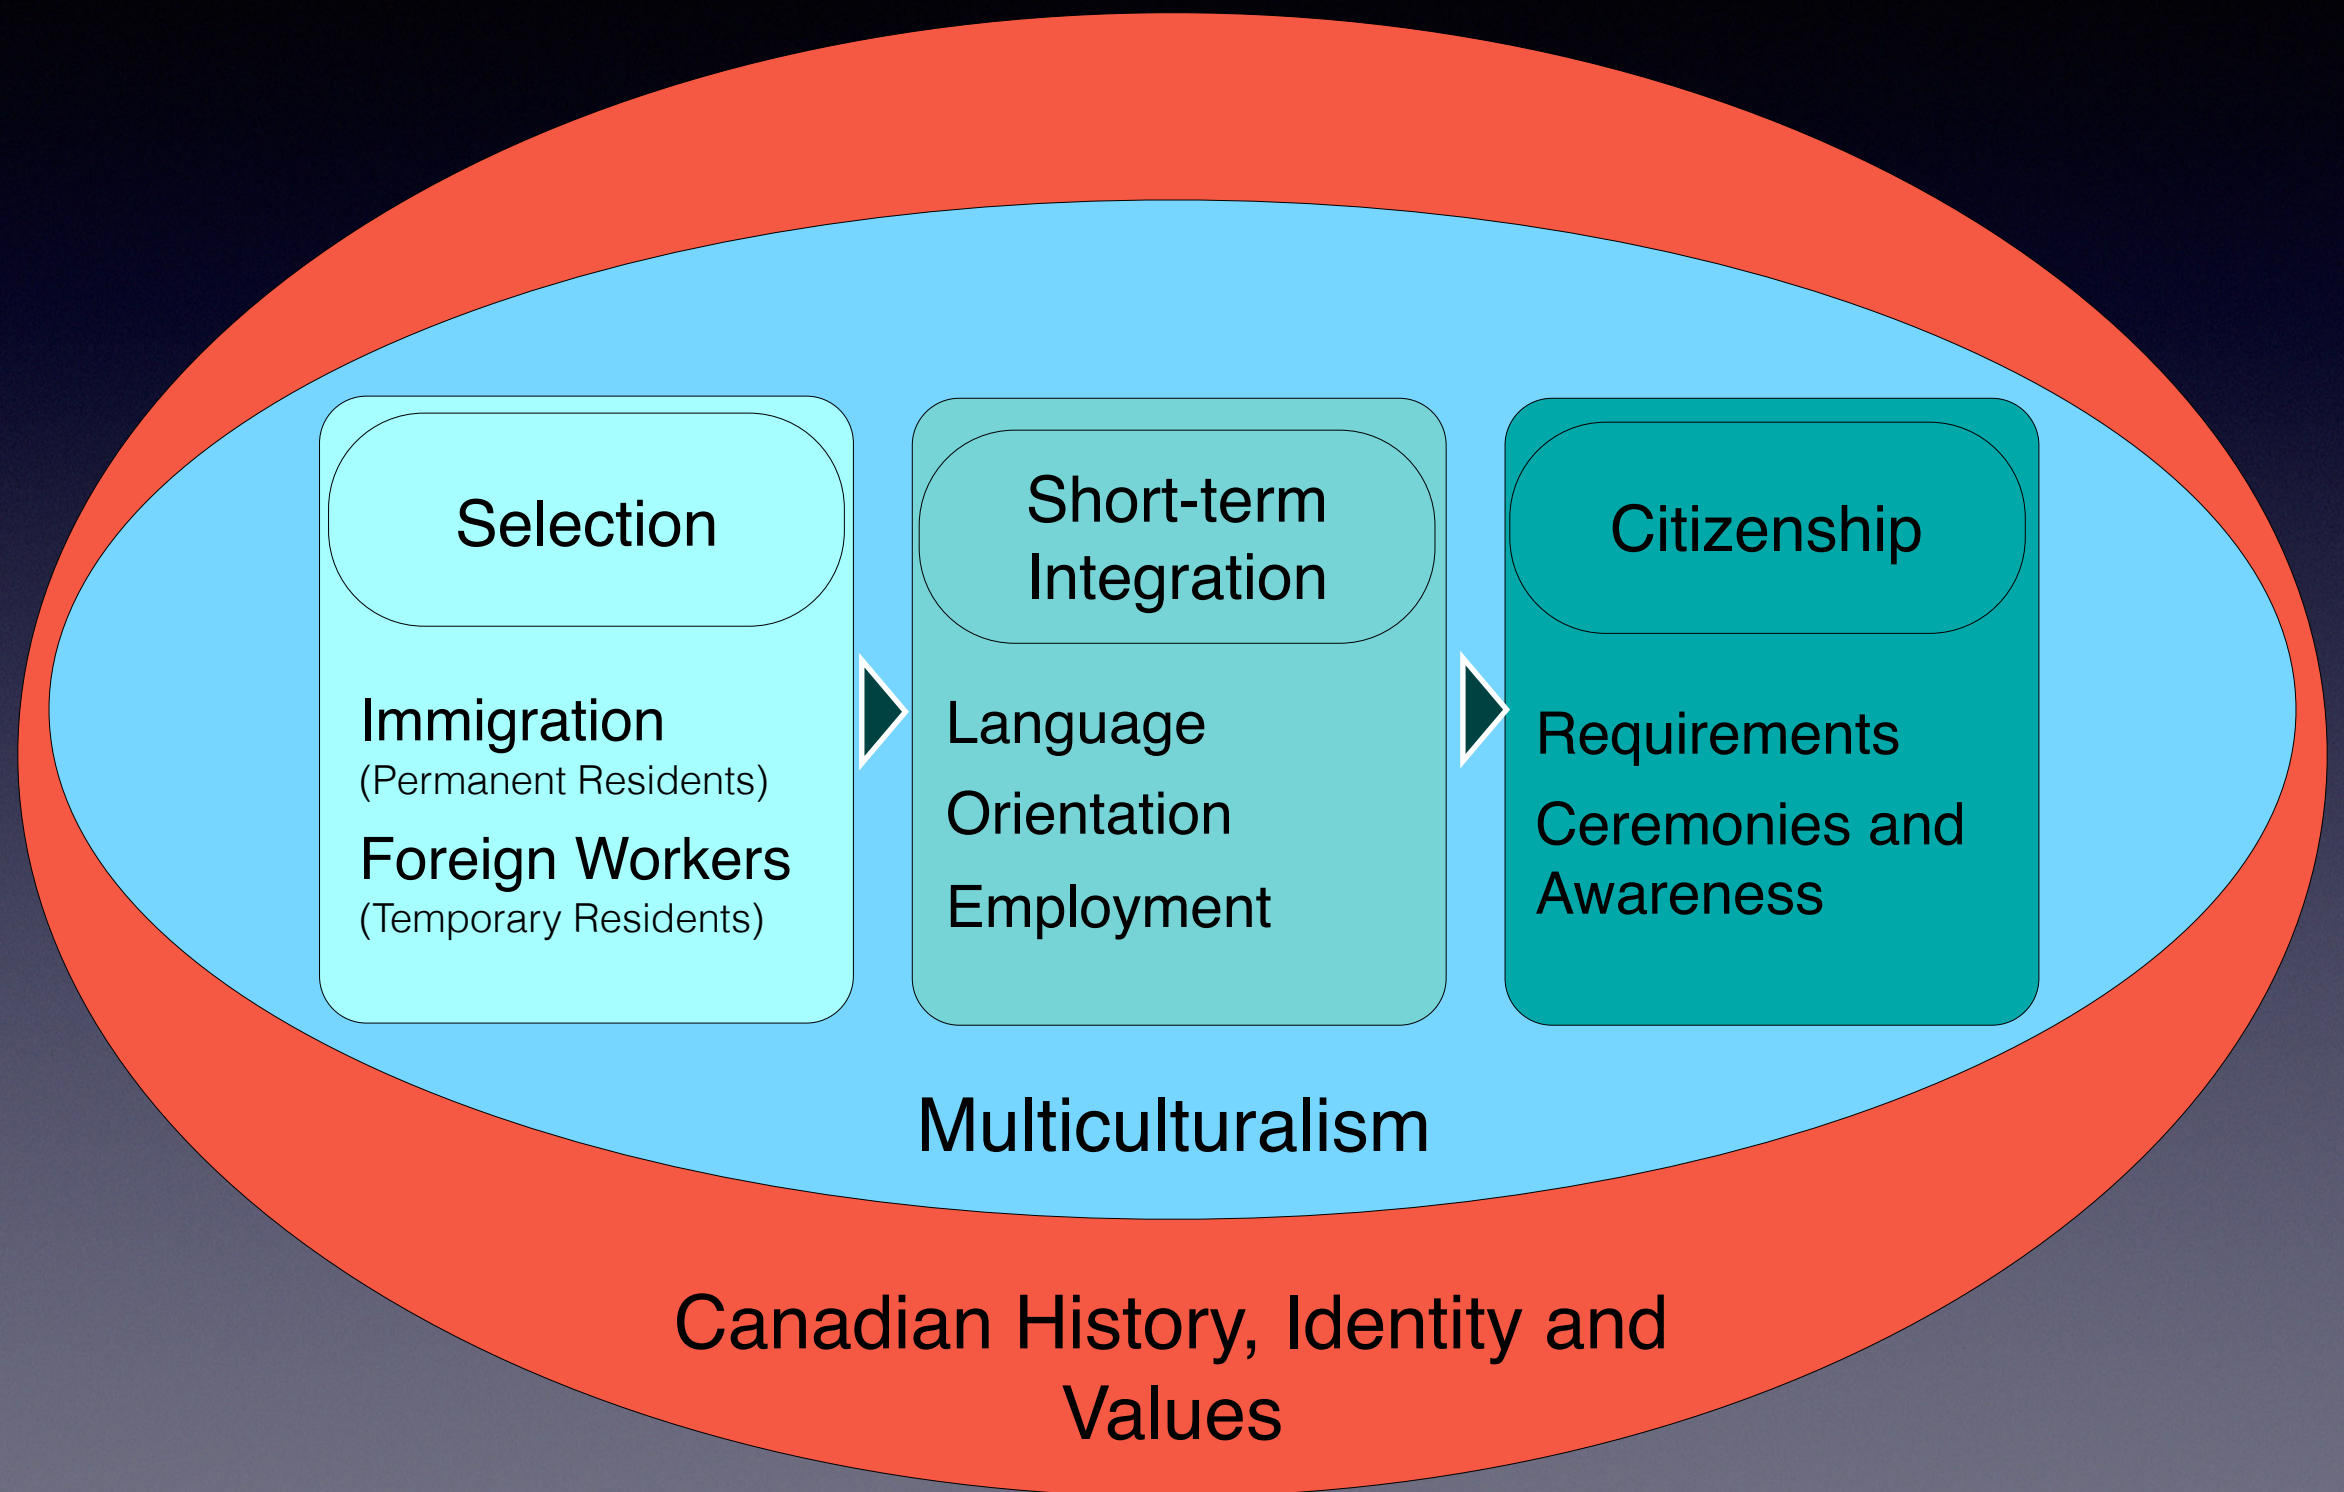 Selection
Immigration
(Permanent Residents)
Foreign Workers
(Temporary Residents)
Short-term
Integration
Language
Orientation
Employment
Citizenship
Requirements
Ceremonies and
Awareness
Multiculturalism
Canadian History, Identity and
Values